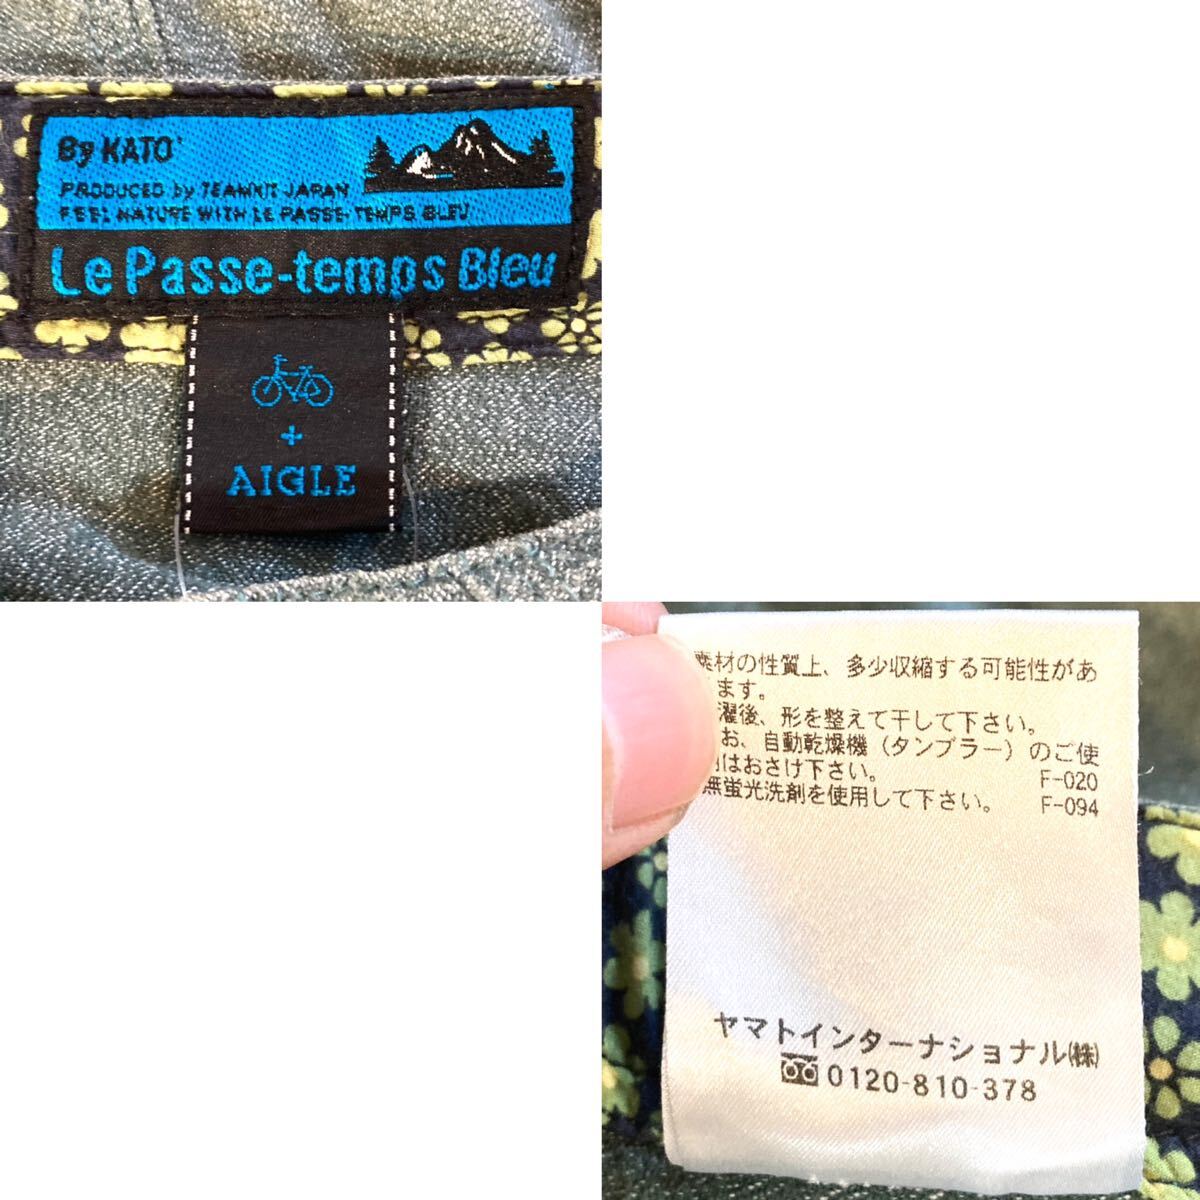 By KATO'
PRODUCED by TEAMKIT JAPAN
FEEL NATURE WITH LE PASSE-TEMPS BLEU
Le Passe-temps Bleu
+
AIGLE
素材の性質上、多少収縮する可能性があ
ます。
濯後、形を整えて干して下さい。
お、自動乾燥機（タンブラー）のご使
はおさけ下さい。 F-020
無蛍光洗剤を使用して下さい。 F-094
ヤマトインターナショナル㈱
0120-810-378